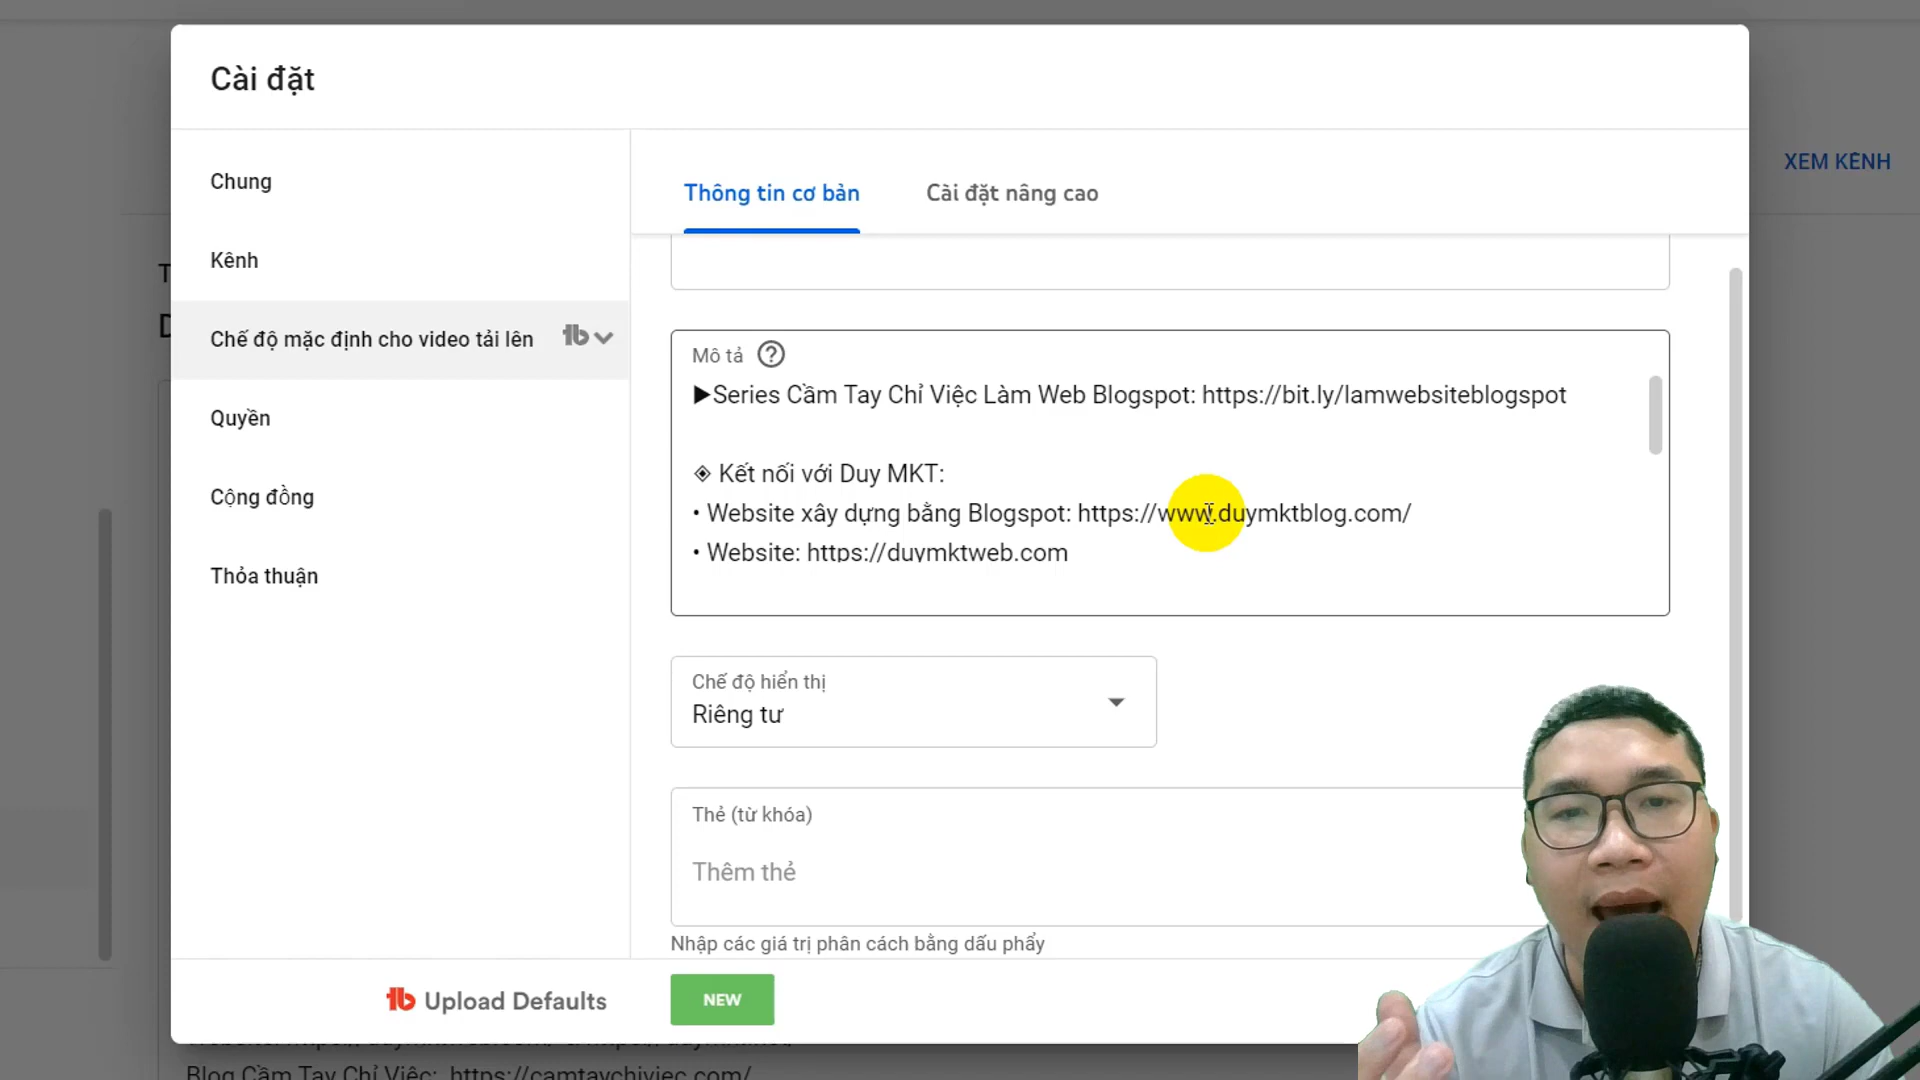 Cài đặt
XEM KÊNH
Chung
Kênh
Chế độ mặc định cho video tải lên
Quyền
Cộng đồng
Thỏa thuận
Thông tin cơ bản
Cài đặt nâng cao
Mô tả
▶Series Cầm Tay Chỉ Việc Làm Web Blogspot: https://bit.ly/lamwebsiteblogspot
◈ Kết nối với Duy MKT:
• Website xây dựng bằng Blogspot: https://www.duymktblog.com/
• Website: https://duymktweb.com
Chế độ hiển thị
Riêng tư
Thẻ (từ khóa)
Thêm thẻ
Nhập các giá trị phân cách bằng dấu phẩy
Upload Defaults
NEW
Blog Cầm Tay Chỉ Việc: https://camtaychiviec.com/